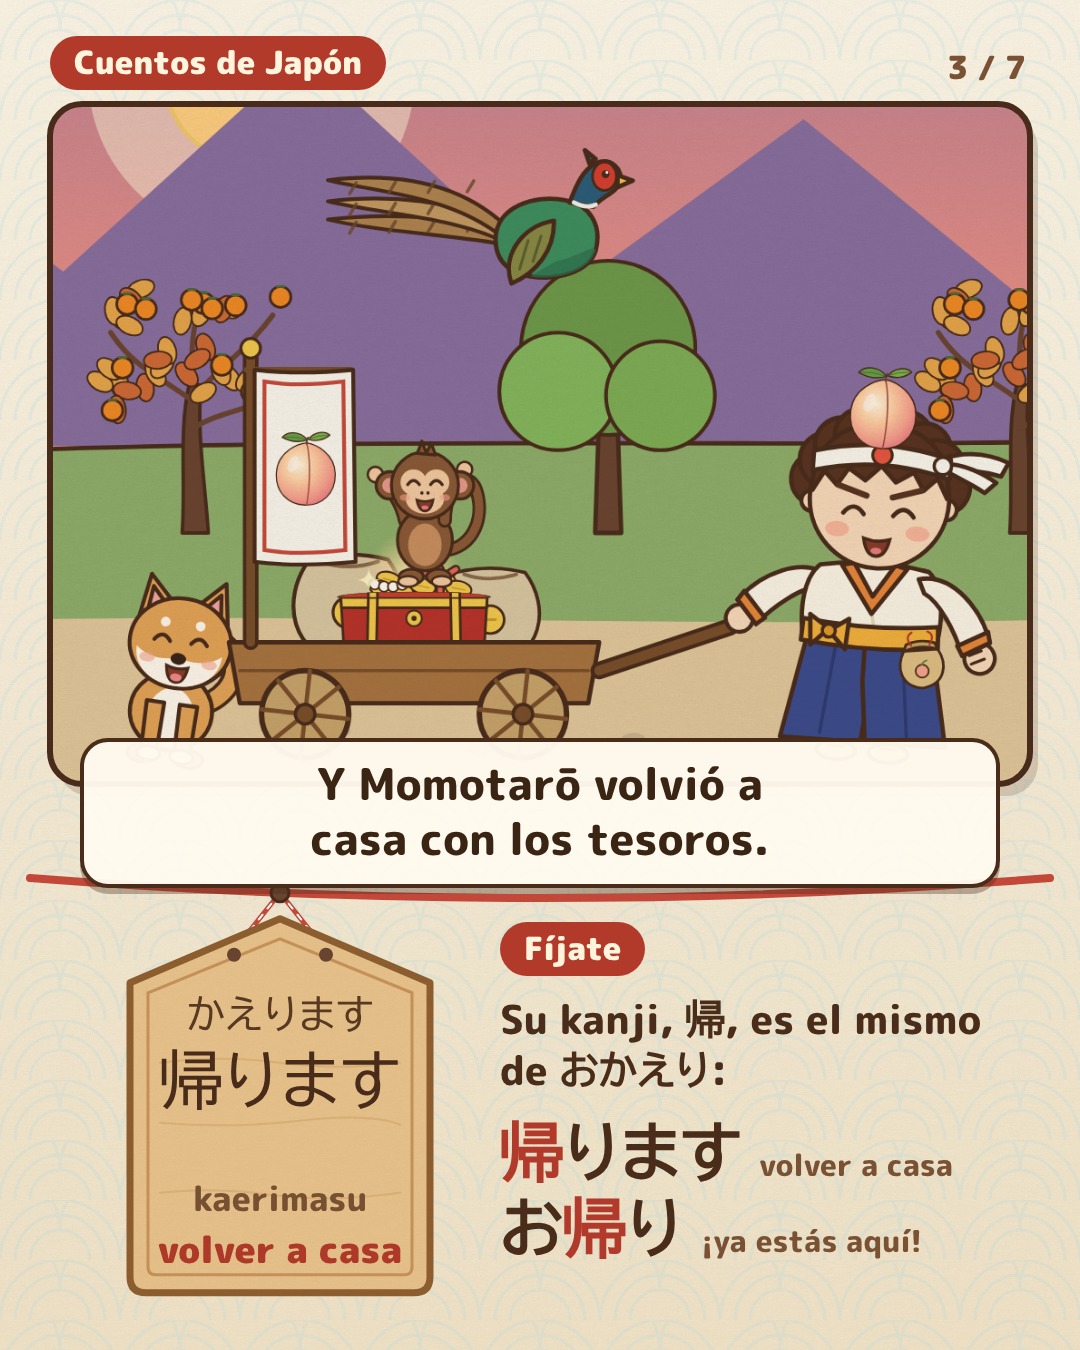 Cuentos de Japón
3 / 7
Y Momotarō volvió a
casa con los tesoros.
かえります
帰ります
kaerimasu
volver a casa
Fíjate
Su kanji, 帰, es el mismo
de おかえり:
帰ります volver a casa
お帰り ¡ya estás aquí!